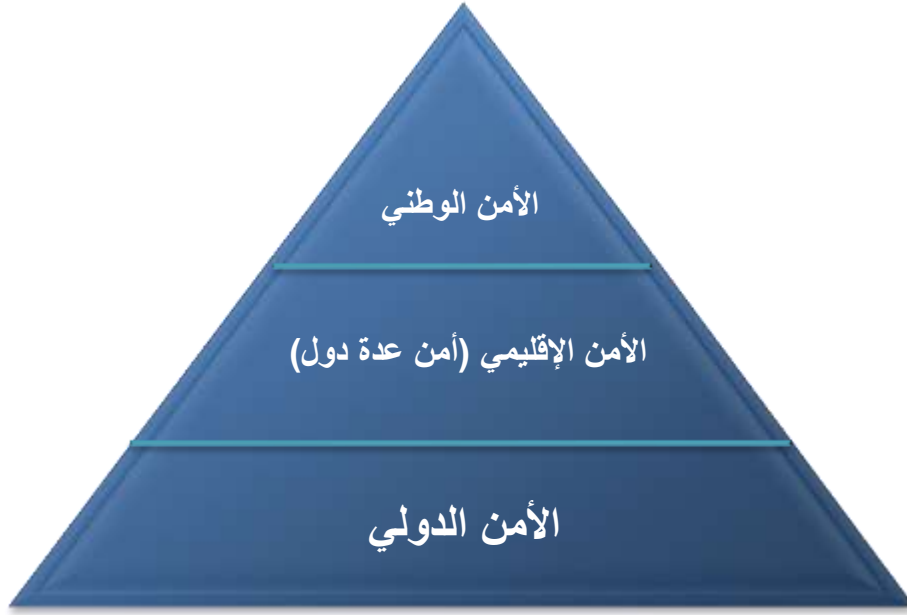 الأمن الوطني
الأمن الإقليمي (أمن عدة دول)
الأمن الدولي